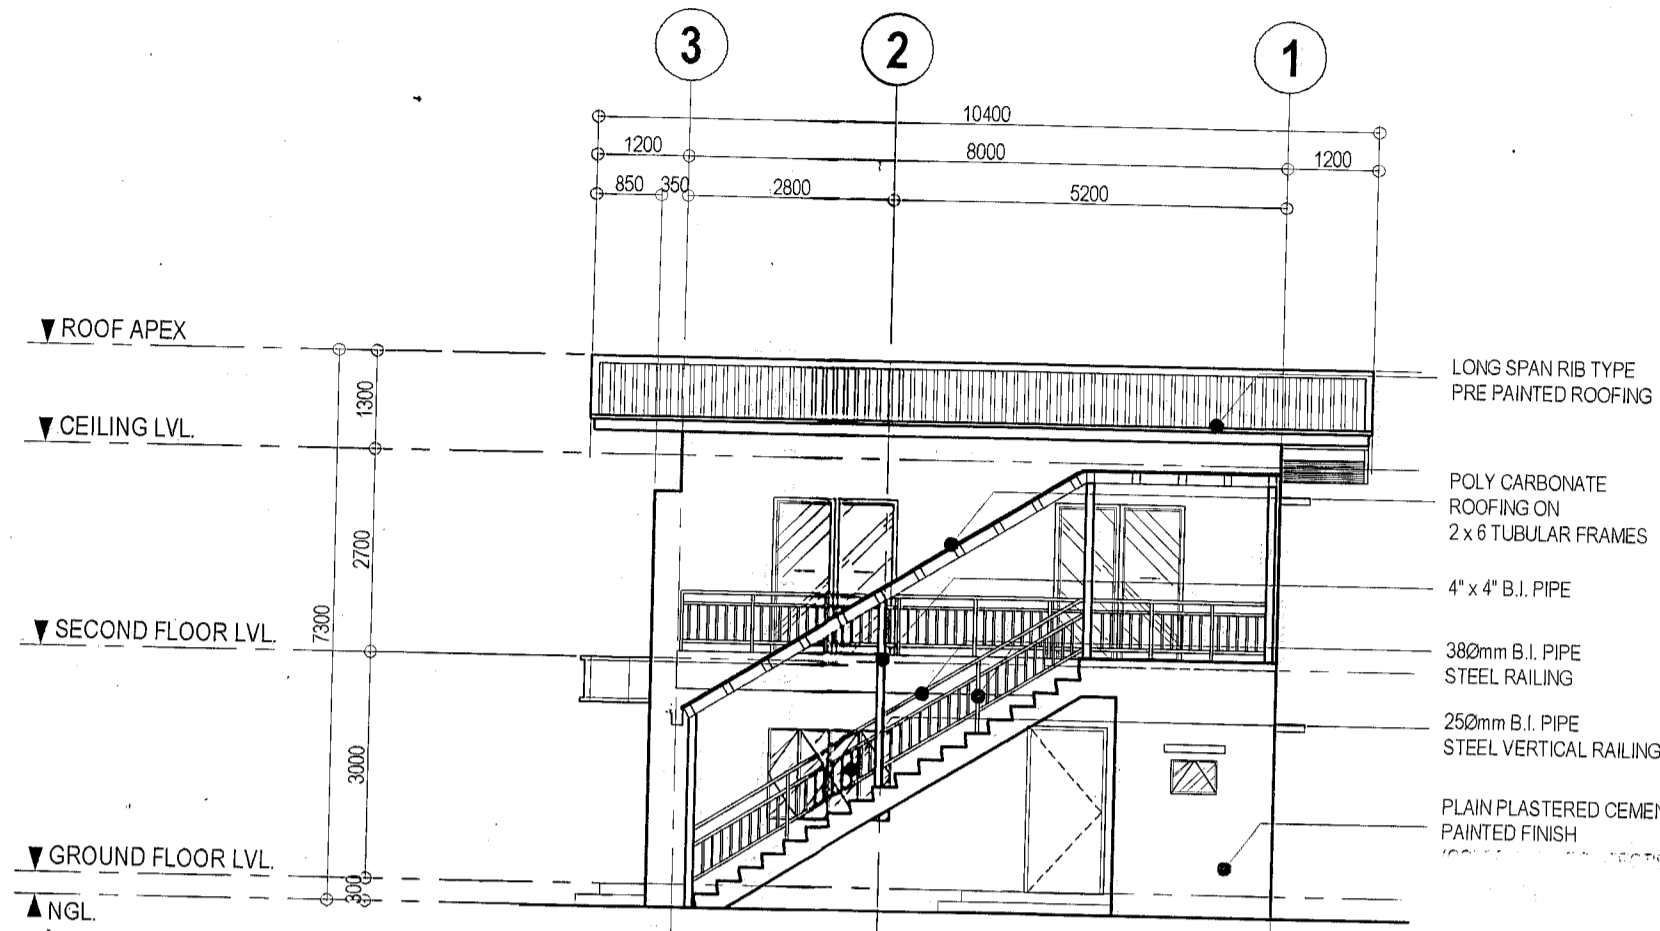 3 2 1
10400
1200 8000 1200
850 350 2800 5200
ROOF APEX
1300
LONG SPAN RIB TYPE
PRE PAINTED ROOFING
CEILING LVL.
POLY CARBONATE
ROOFING ON
2 x 6 TUBULAR FRAMES
2700
4" x 4" B.I. PIPE
7300
SECOND FLOOR LVL.
38Ømm B.I. PIPE
STEEL RAILING
25Ømm B.I. PIPE
STEEL VERTICAL RAILING
3000
PLAIN PLASTERED CEMEN
PAINTED FINISH
GROUND FLOOR LVL.
300
NGL.